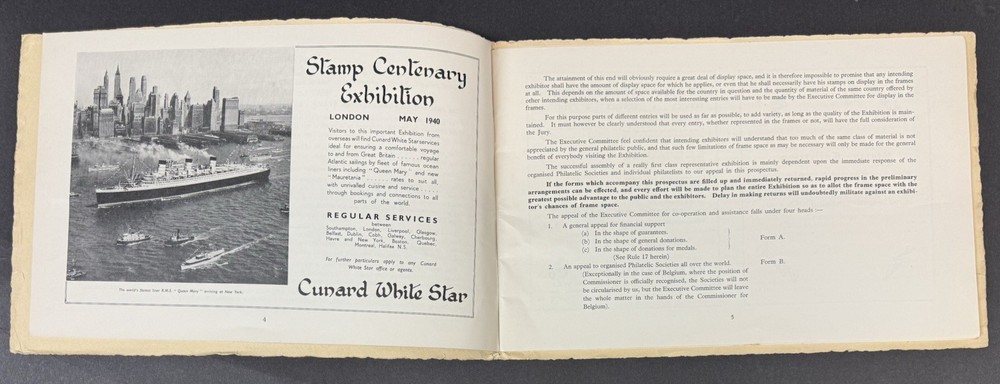 Stamp Centenary
Exhibition
LONDON MAY 1940
Visitors to this important Exhibition from
overseas will find Cunard White Star services
ideal for ensuring a comfortable voyage
to and from Great Britain . . . . . . regular
Atlantic sailings by fleet of famous ocean
liners including "Queen Mary" and new
"Mauretania" . . . . . . rates to suit all,
with unrivalled cuisine and service . . . . . .
through bookings and connections to all
parts of the world.
REGULAR SERVICES
between
Southampton, London, Liverpool, Glasgow,
Belfast, Dublin, Cobh, Galway, Cherbourg,
Havre and New York, Boston, Quebec,
Montreal, Halifax N.S.
For further particulars apply to any Cunard
White Star office or agents.
Cunard White Star
The world's fastest liner R.M.S. "Queen Mary" arriving at New York.
4
The attainment of this end will obviously require a great deal of display space, and it is therefore impossible to promise that any intending
exhibitor shall have the amount of display space for which he applies, or even that he shall necessarily have his stamps on display in the frames
at all. This depends on the amount of space available for the country in question and the quantity of material of the same country offered by
other intending exhibitors, when a selection of the most interesting entries will have to be made by the Executive Committee for display in the
frames.
For this purpose parts of different entries will be used as far as possible, to add variety, as long as the quality of the Exhibition is main-
tained. It must however be clearly understood that every entry, whether represented in the frames or not, will have the full consideration of
the Jury.
The Executive Committee feel confident that intending exhibitors will understand that too much of the same class of material is not
appreciated by the general philatelic public, and that such few limitations of frame space as may be necessary will only be made for the general
benefit of everybody visiting the Exhibition.
The successful assembly of a really first class representative exhibition is mainly dependent upon the immediate response of the
organised Philatelic Societies and individual philatelists to our appeal in this prospectus.
If the forms which accompany this prospectus are filled up and immediately returned, rapid progress in the preliminary
arrangements can be effected, and every effort will be made to plan the entire Exhibition so as to allot the frame space with the
greatest possible advantage to the public and the exhibitors. Delay in making returns will undoubtedly militate against an exhibi-
tor's chances of frame space.
The appeal of the Executive Committee for co-operation and assistance falls under four heads :—
1. A general appeal for financial support
(a) In the shape of guarantees.
(b) In the shape of general donations. Form A.
(c) In the shape of donations for medals.
(See Rule 17 herein)
2. An appeal to organised Philatelic Societies all over the world. Form B.
(Exceptionally in the case of Belgium, where the position of
Commissioner is officially recognised, the Societies will not
be circularised by us, but the Executive Committee will leave
the whole matter in the hands of the Commissioner for
Belgium).
5